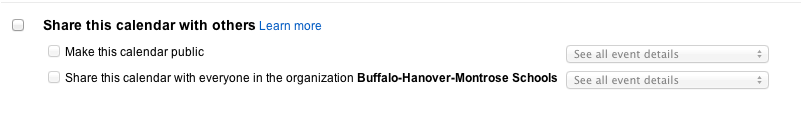 Share this calendar with others Learn more
Make this calendar public See all event details
Share this calendar with everyone in the organization Buffalo-Hanover-Montrose Schools See all event details